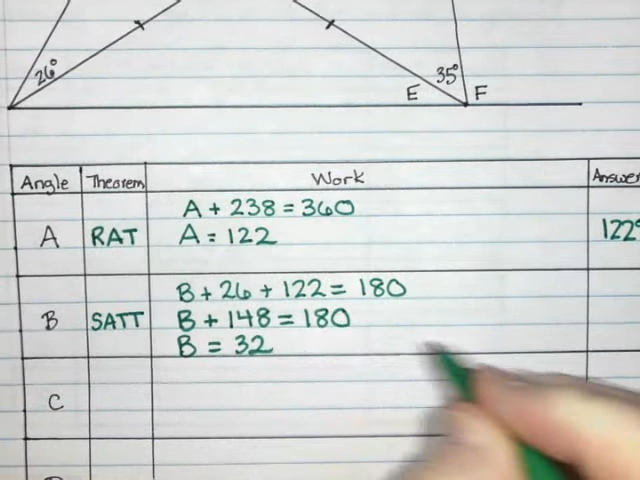 26°
35°
E
F
Angle Theorem Work Answer
A RAT A + 238 = 360
A = 122
122°
B SATT B + 26 + 122 = 180
B + 148 = 180
B = 32
C